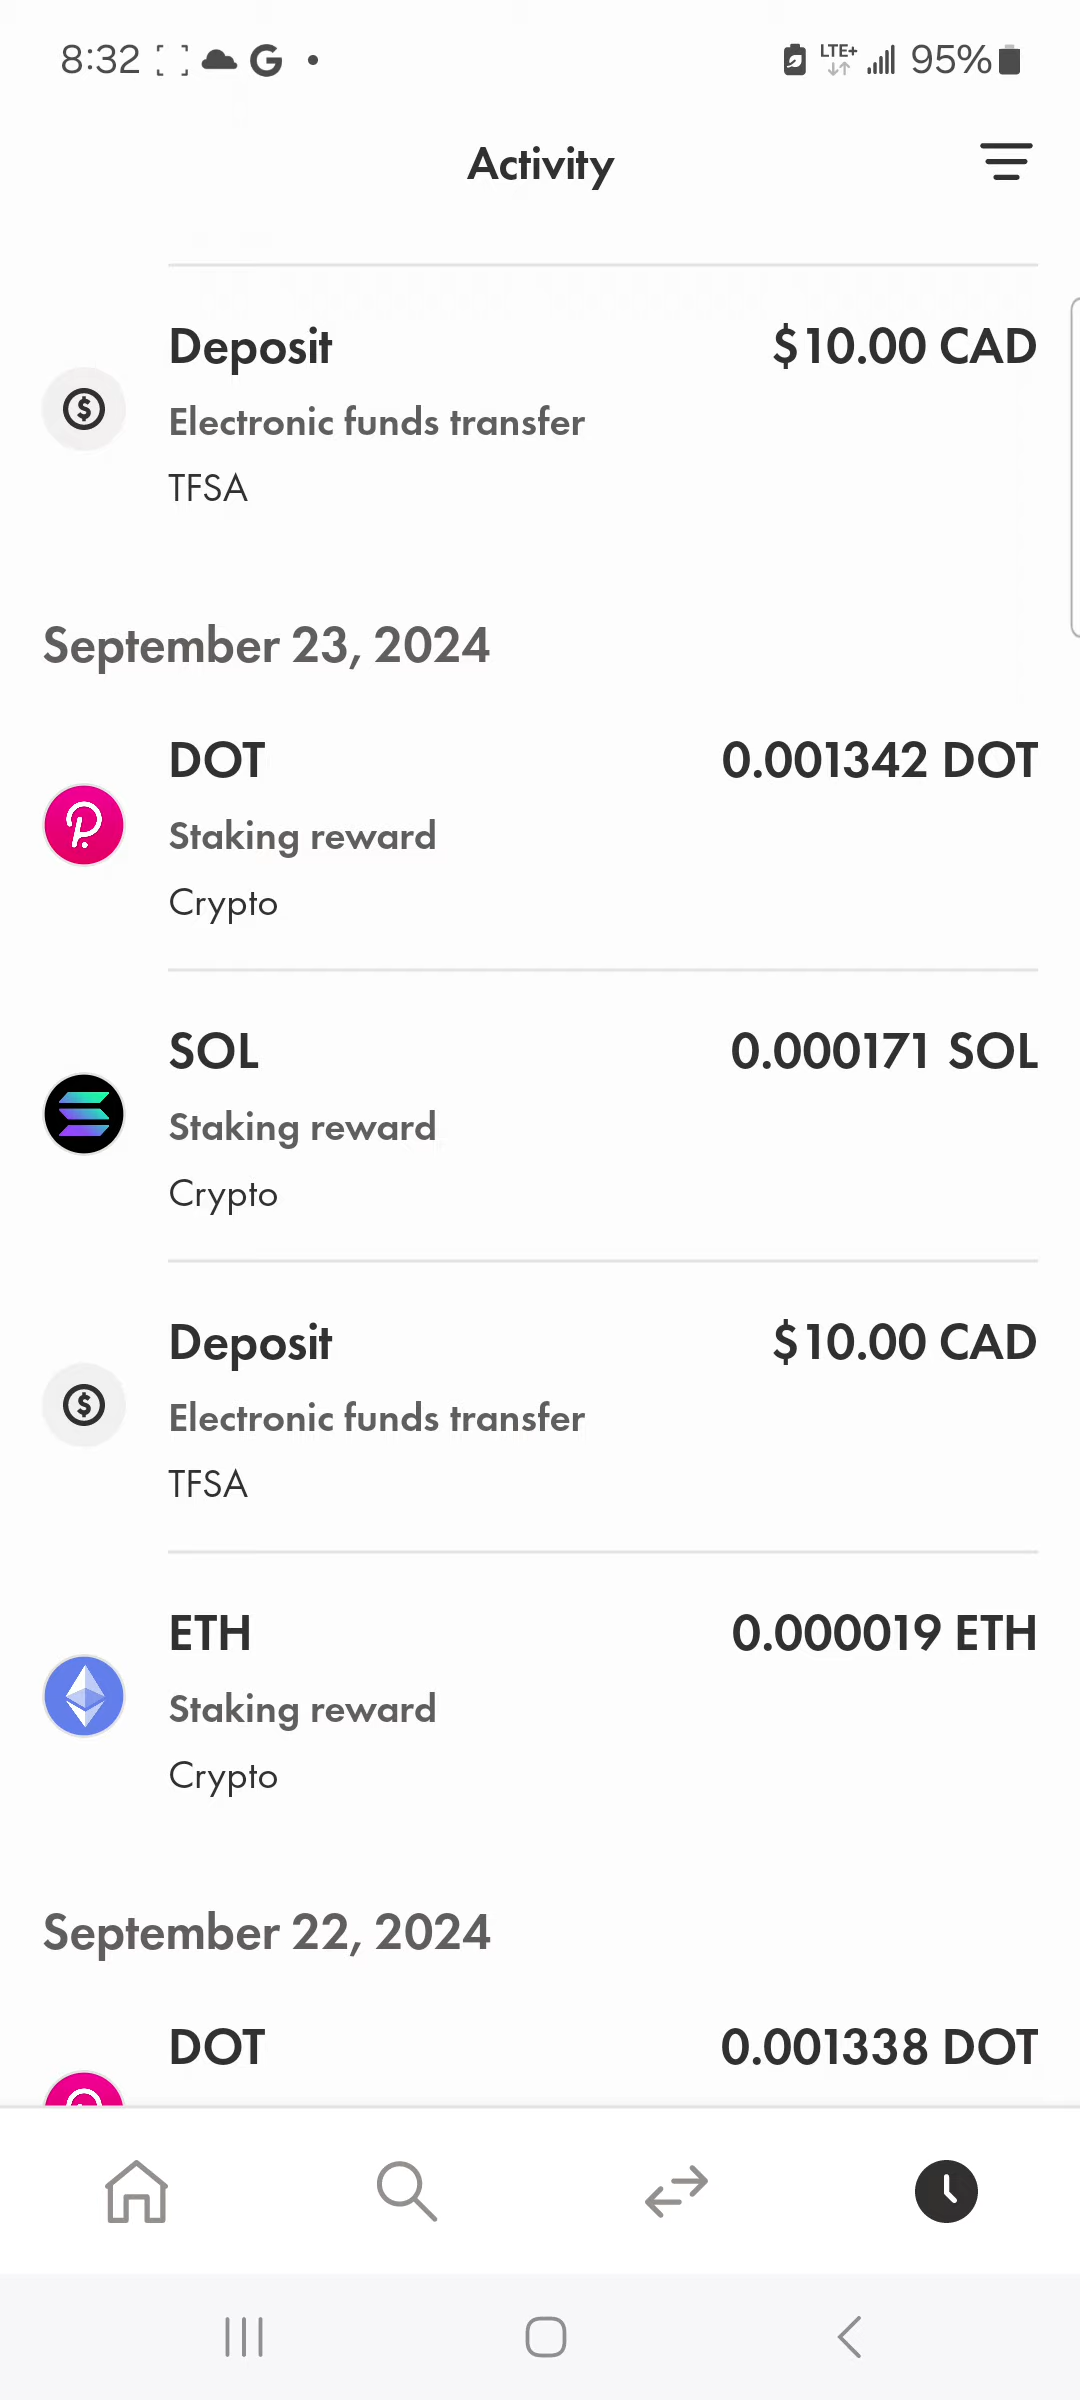 8:32 G • LTE+ 95%
Activity
Deposit $10.00 CAD
Electronic funds transfer
TFSA
September 23, 2024
DOT 0.001342 DOT
Staking reward
Crypto
SOL 0.000171 SOL
Staking reward
Crypto
Deposit $10.00 CAD
Electronic funds transfer
TFSA
ETH 0.000019 ETH
Staking reward
Crypto
September 22, 2024
DOT 0.001338 DOT